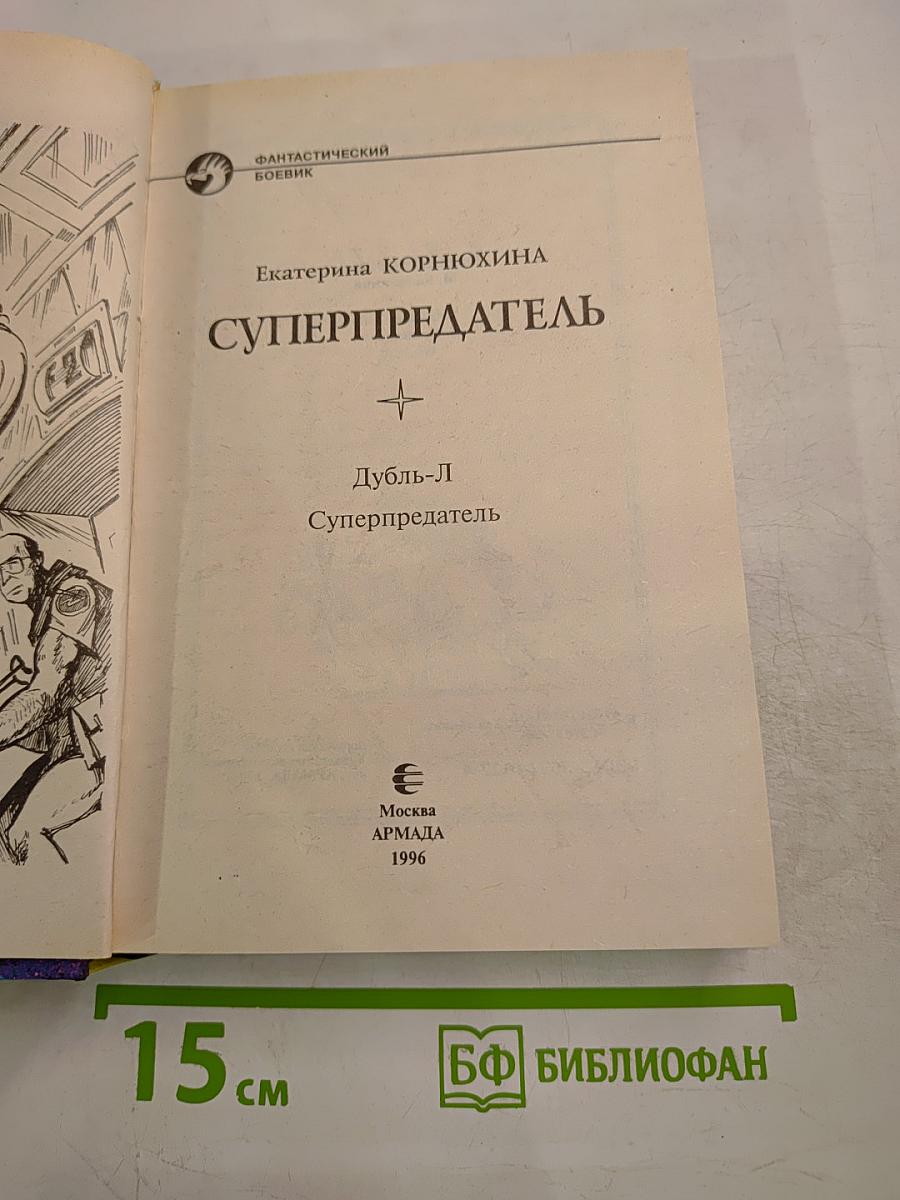 ФАНТАСТИЧЕСКИЙ
БОЕВИК
Екатерина КОРНЮХИНА
СУПЕРПРЕДАТЕЛЬ
Дубль-Л
Суперпредатель
Москва
АРМАДА
1996
15 см
БФ БИБЛИОФАН